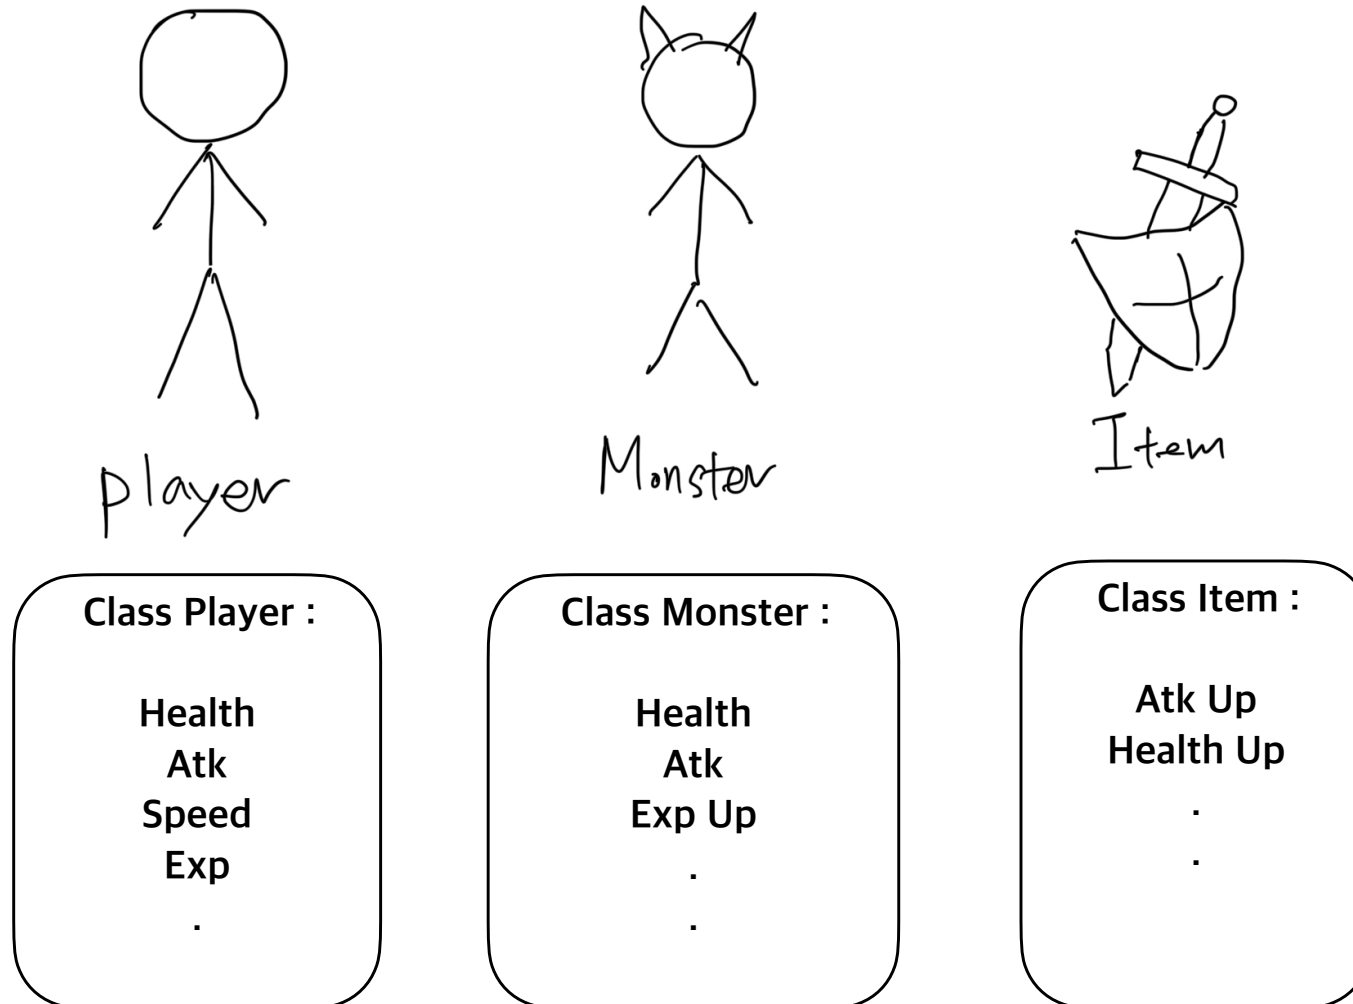 player
Monster
Item
Class Player :
Health
Atk
Speed
Exp
.
Class Monster :
Health
Atk
Exp Up
.
.
Class Item :
Atk Up
Health Up
.
.